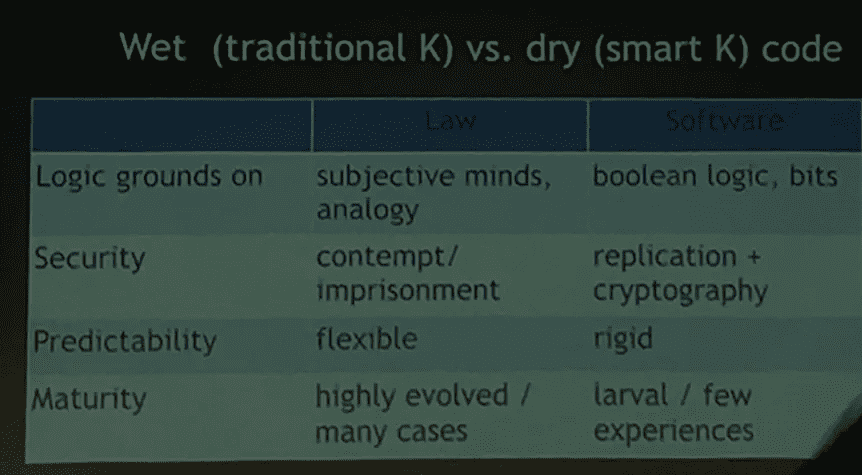 Wet (traditional K) vs. dry (smart K) code
Law Software
Logic grounds on subjective minds, boolean logic, bits
analogy
Security contempt/ replication +
imprisonment cryptography
Predictability flexible rigid
Maturity highly evolved / larval / few
many cases experiences